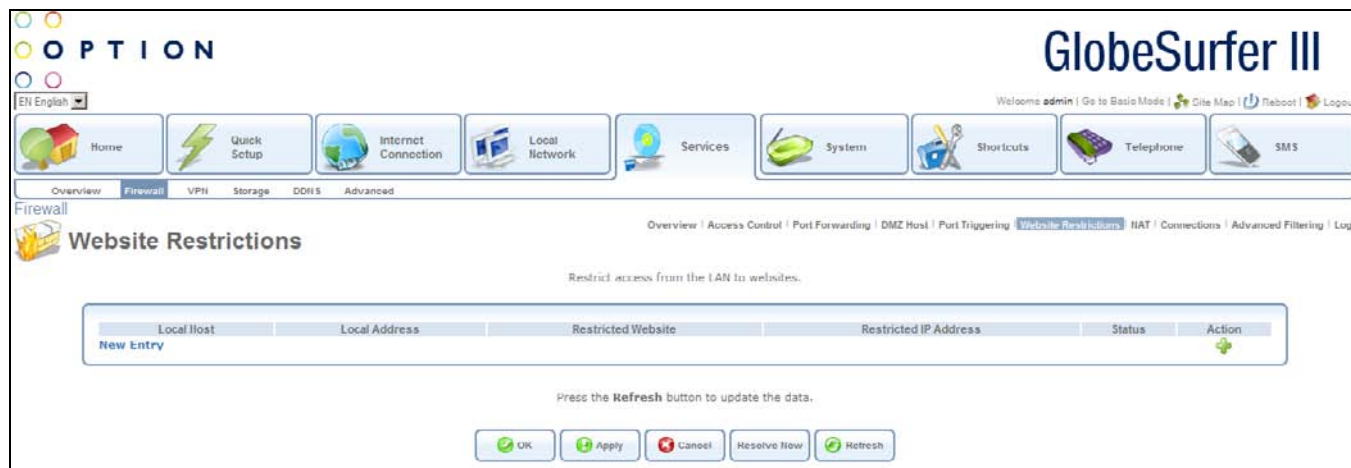 OPTION
GlobeSurfer III
EN English
Welcome admin | Go to Basic Mode | Site Map | Reboot | Logou
Home
Quick Setup
Internet Connection
Local Network
Services
System
Shortcuts
Telephone
SMS
Overview Firewall VPN Storage DDNS Advanced
Firewall
Overview | Access Control | Port Forwarding | DMZ Host | Port Triggering | Website Restrictions | NAT | Connections | Advanced Filtering | Log
Website Restrictions
Restrict access from the LAN to websites.
Local Host Local Address Restricted Website Restricted IP Address Status Action
New Entry
Press the Refresh button to update the data.
OK Apply Cancel Resolve Now Refresh